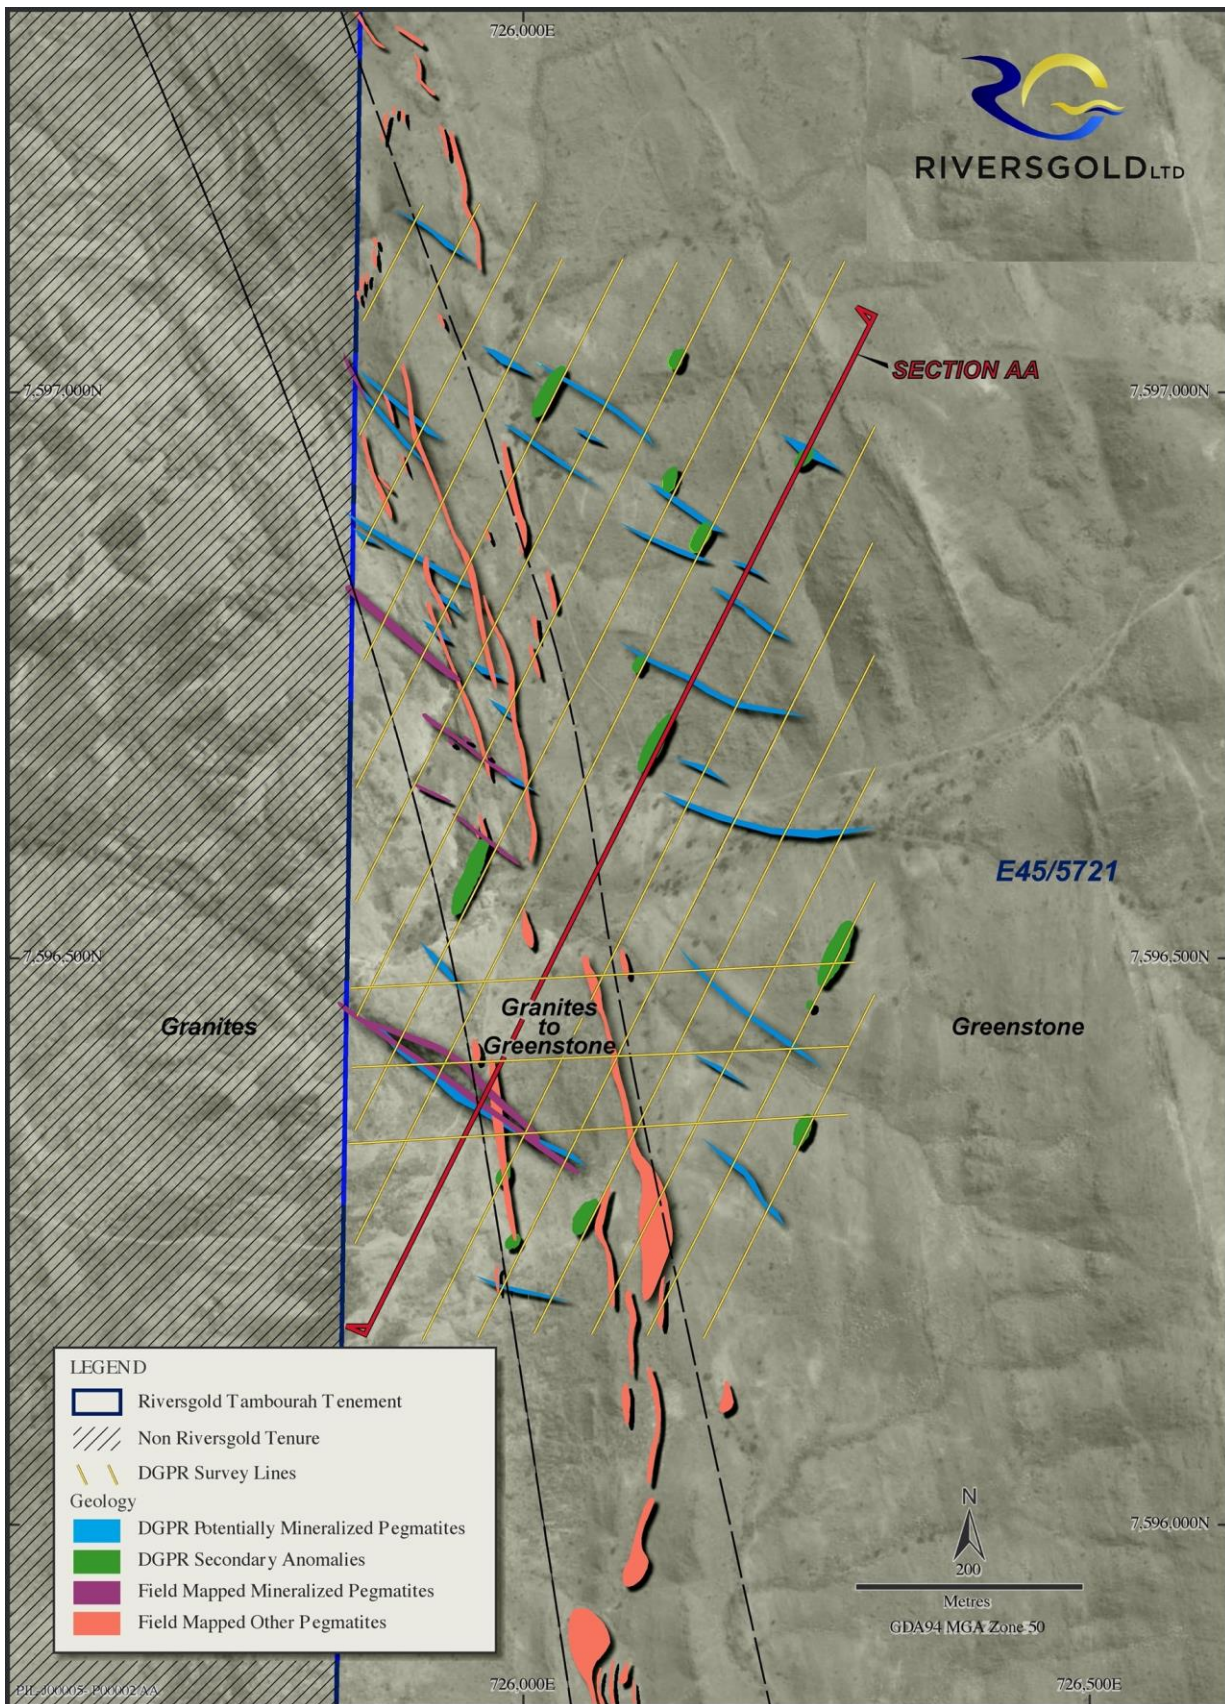 726,000E
RIVERSGOLD LTD
SECTION AA
7,597,000N
7,597,000N
E45/5721
7,596,500N
7,596,500N
Granites
Granites
to
Greenstone
Greenstone
LEGEND
Riversgold Tambourah Tenement
Non Riversgold Tenure
DGPR Survey Lines
Geology
DGPR Potentially Mineralized Pegmatites
DGPR Secondary Anomalies
Field Mapped Mineralized Pegmatites
Field Mapped Other Pegmatites
N
200
Metres
GDA94 MGA Zone 50
7,596,000N
726,000E
726,500E